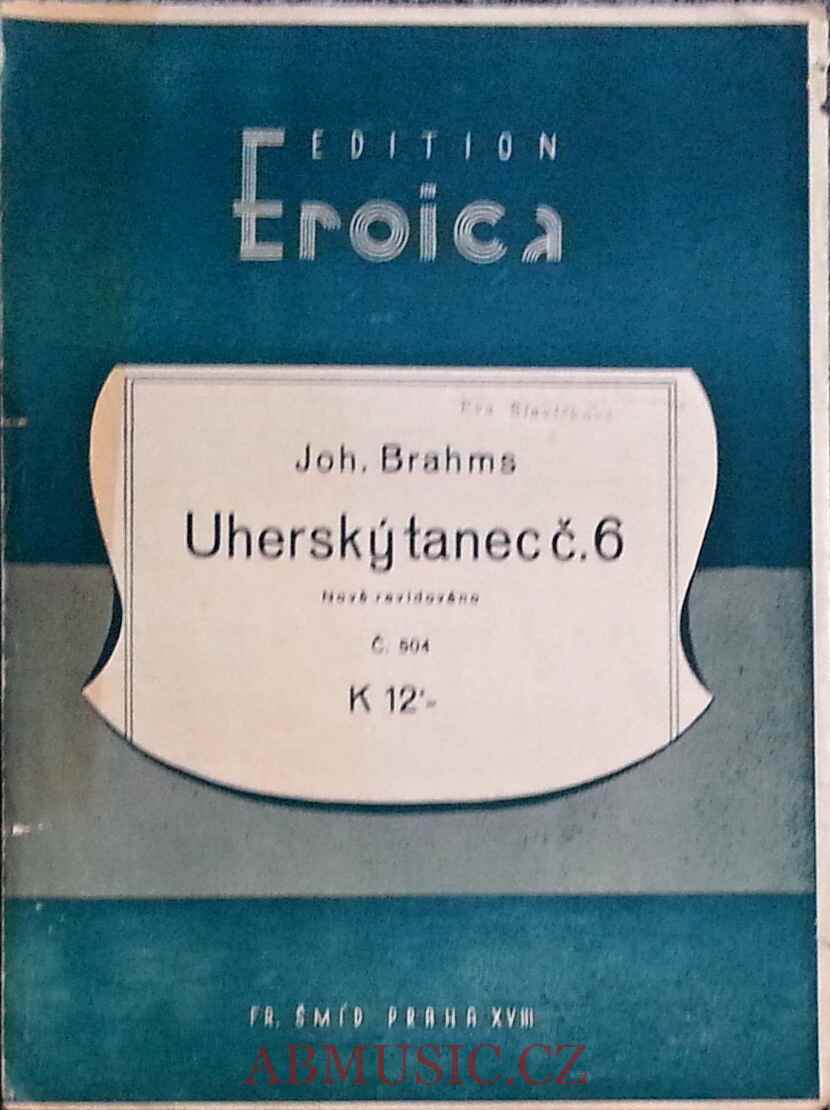 EDITION
Eroica
Joh. Brahms
Uherský tanec č.6
Nově revidováno
Č. 504
K 12'-
FR. ŠMÍD PRAHA XVIII
ABMUSIC.CZ